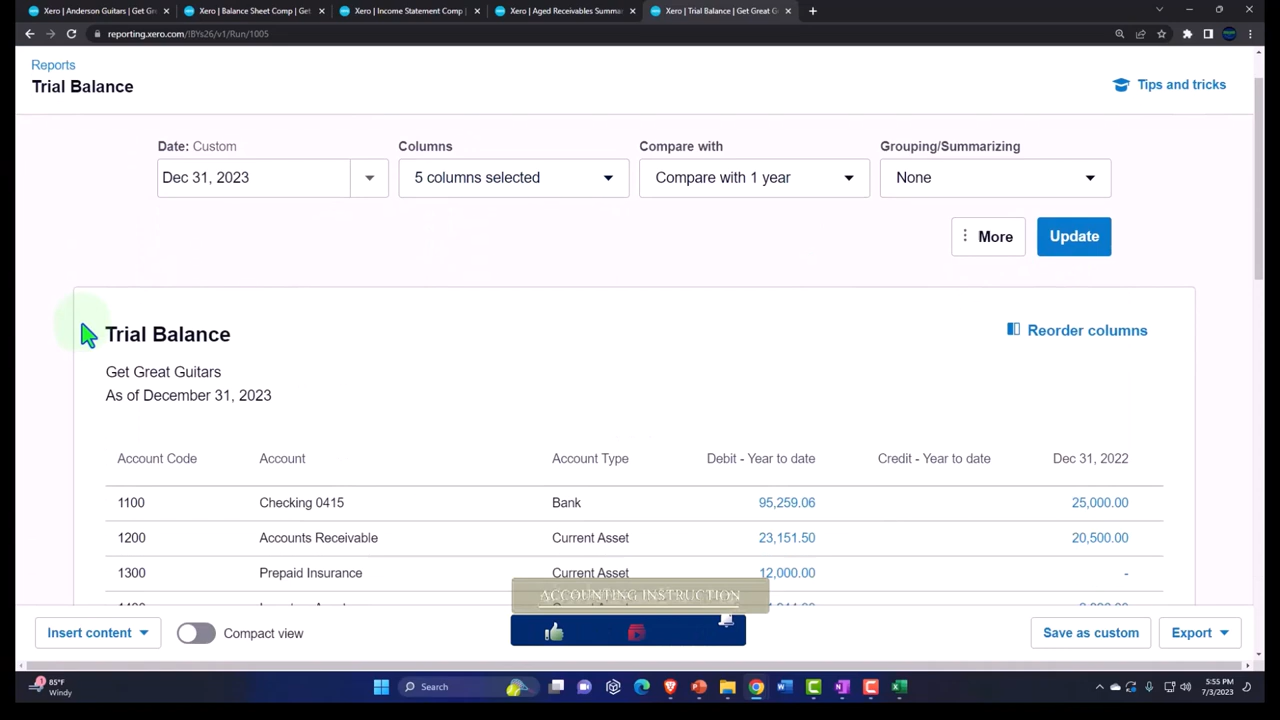 Xero | Anderson Guitars | Get Gr
Xero | Balance Sheet Comp | Get
Xero | Income Statement Comp |
Xero | Aged Receivables Summa
Xero | Trial Balance | Get Great G
reporting.xero.com/!BYs26/v1/Run/1005
Reports
Trial Balance
Tips and tricks
Date: Custom
Columns
Compare with
Grouping/Summarizing
Dec 31, 2023
5 columns selected
Compare with 1 year
None
More
Update
Trial Balance
Reorder columns
Get Great Guitars
As of December 31, 2023
Account Code Account Account Type Debit - Year to date Credit - Year to date Dec 31, 2022
1100 Checking 0415 Bank 95,259.06 25,000.00
1200 Accounts Receivable Current Asset 23,151.50 20,500.00
1300 Prepaid Insurance Current Asset 12,000.00 -
ACCOUNTING INSTRUCTION
Insert content
Compact view
Save as custom
Export
1
85°F
Windy
Search
5:55 PM
7/3/2023